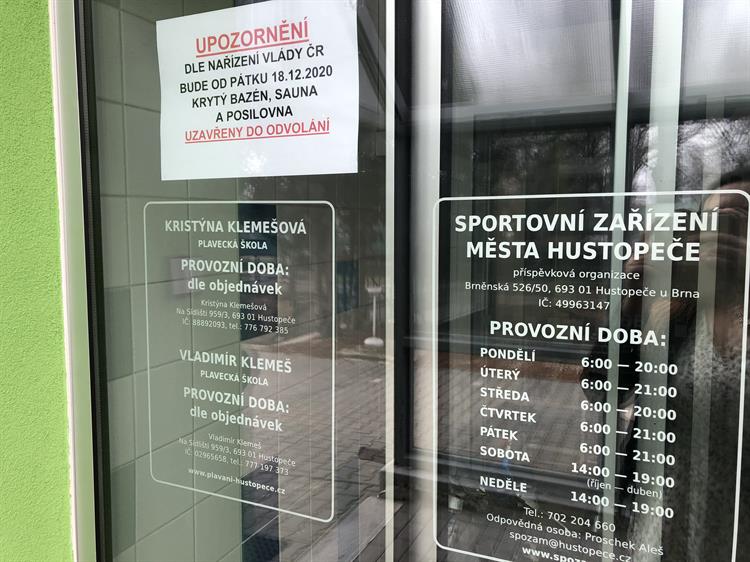 UPOZORNĚNÍ
DLE NAŘÍZENÍ VLÁDY ČR
BUDE OD PÁTKU 18.12.2020
KRYTÝ BAZÉN, SAUNA
A POSILOVNA
UZAVŘENY DO ODVOLÁNÍ
KRISTÝNA KLEMEŠOVÁ
PLAVECKÁ ŠKOLA
PROVOZNÍ DOBA:
dle objednávek
Kristýna Klemešová
Na Sídlišti 959/3, 693 01 Hustopeče
IČ: 88892093, tel.: 776 792 385
VLADIMÍR KLEMEŠ
PLAVECKÁ ŠKOLA
PROVOZNÍ DOBA:
dle objednávek
Vladimír Klemeš
Na Sídlišti 959/3, 693 01 Hustopeče
IČ: 02965658, tel.: 777 197 373
www.plavani-hustopece.cz
SPORTOVNÍ ZAŘÍZENÍ
MĚSTA HUSTOPEČE
příspěvková organizace
Brněnská 526/50, 693 01 Hustopeče u Brna
IČ: 49963147
PROVOZNÍ DOBA:
PONDĚLÍ 6:00 — 20:00
ÚTERÝ 6:00 — 21:00
STŘEDA 6:00 — 20:00
ČTVRTEK 6:00 — 21:00
PÁTEK 6:00 — 21:00
SOBOTA 14:00 — 19:00
(říjen — duben)
NEDĚLE 14:00 — 19:00
Tel.: 702 204 660
Odpovědná osoba: Proschek Aleš
spozam@hustopece.cz